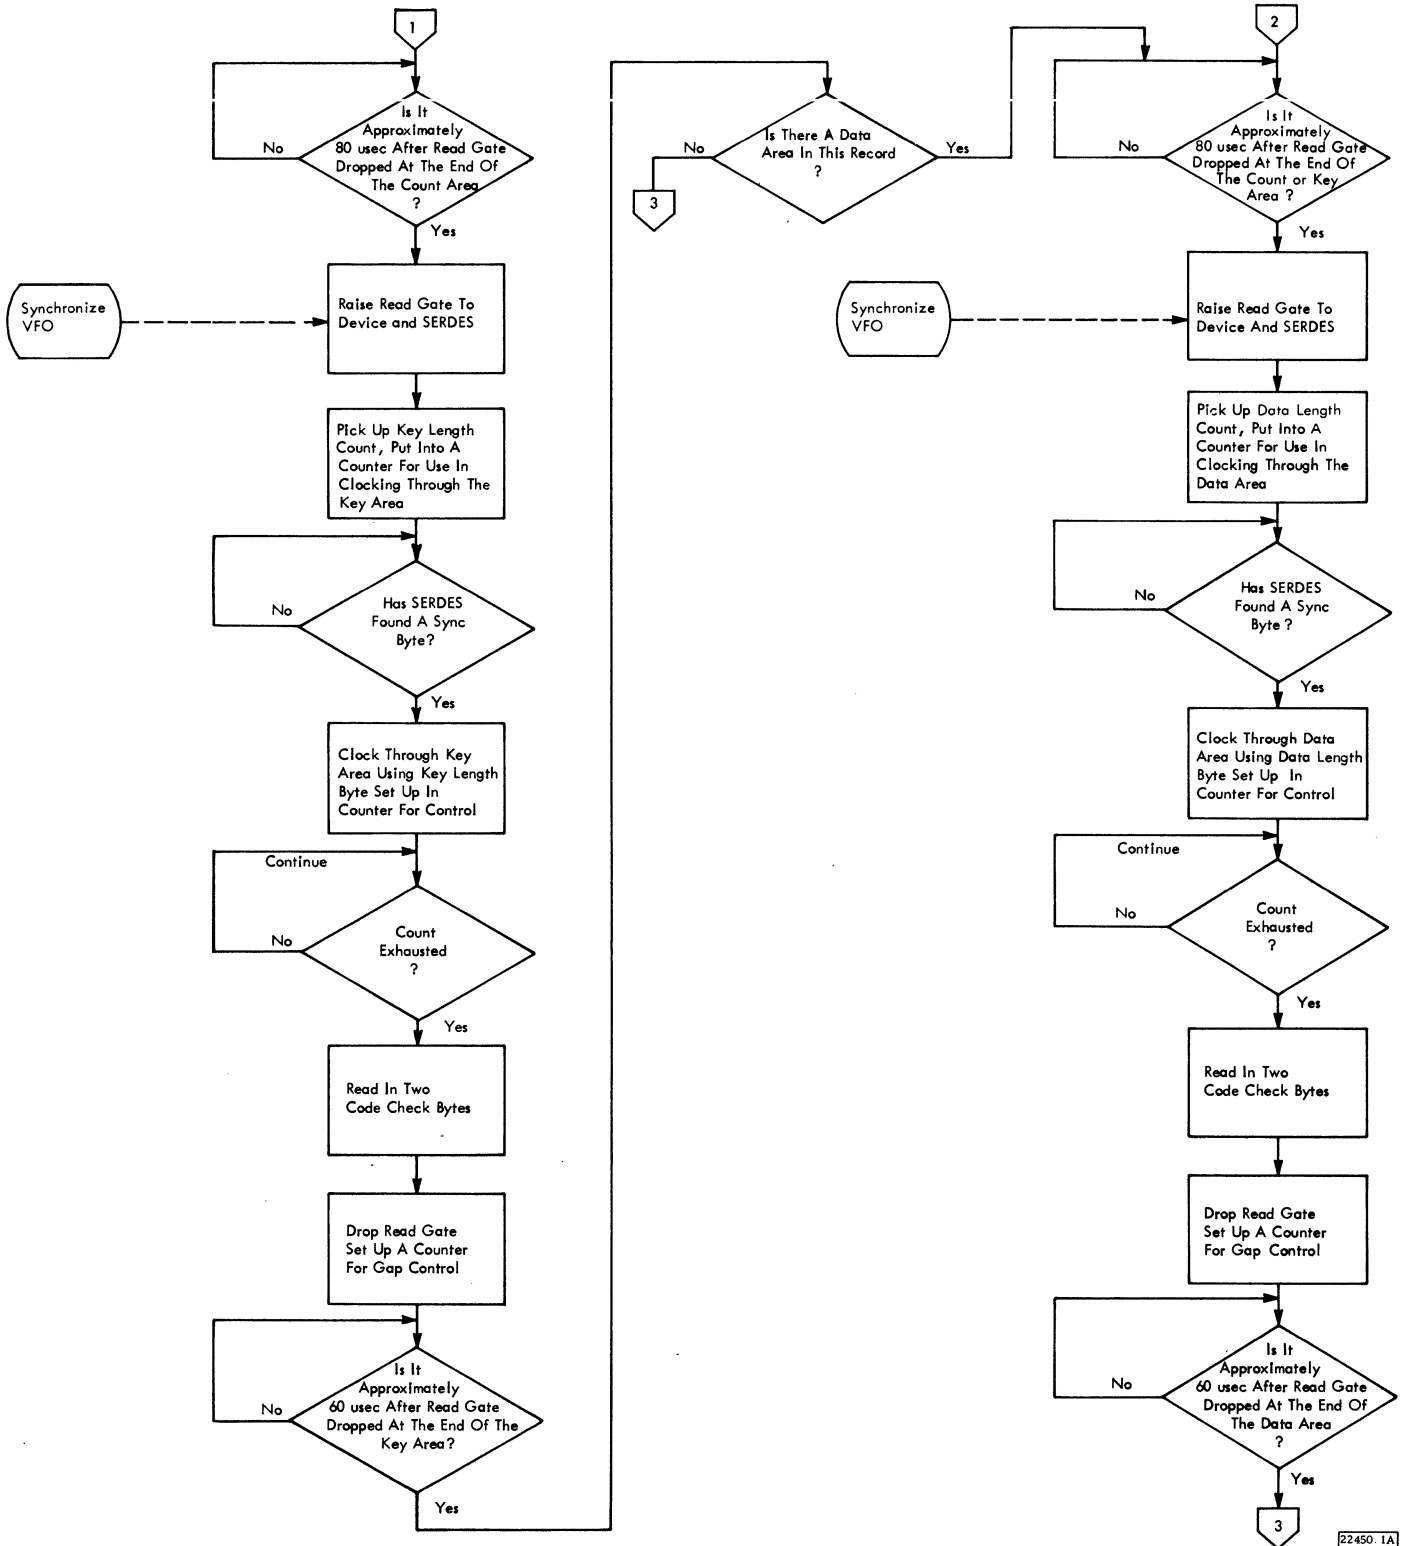 1
Is It
Approximately
80 usec After Read Gate
Dropped At The End Of
The Count Area
?
No
Yes
Synchronize
VFO
Raise Read Gate To
Device and SERDES
Pick Up Key Length
Count, Put Into A
Counter For Use In
Clocking Through The
Key Area
Has SERDES
Found A Sync
Byte?
No
Yes
Clock Through Key
Area Using Key Length
Byte Set Up In
Counter For Control
Continue
Count
Exhausted
?
No
Yes
Read In Two
Code Check Bytes
Drop Read Gate
Set Up A Counter
For Gap Control
Is It
Approximately
60 usec After Read Gate
Dropped At The End Of The
Key Area?
No
Yes
Is There A Data
Area In This Record
?
No
Yes
3
2
Is It
Approximately
80 usec After Read Gate
Dropped At The End Of
The Count or Key
Area ?
No
Yes
Synchronize
VFO
Raise Read Gate To
Device And SERDES
Pick Up Data Length
Count, Put Into A
Counter For Use In
Clocking Through The
Data Area
Has SERDES
Found A Sync
Byte ?
No
Yes
Clock Through Data
Area Using Data Length
Byte Set Up In
Counter For Control
Continue
Count
Exhausted
?
No
Yes
Read In Two
Code Check Bytes
Drop Read Gate
Set Up A Counter
For Gap Control
Is It
Approximately
60 usec After Read Gate
Dropped At The End Of
The Data Area
?
No
Yes
3
22450. 1A